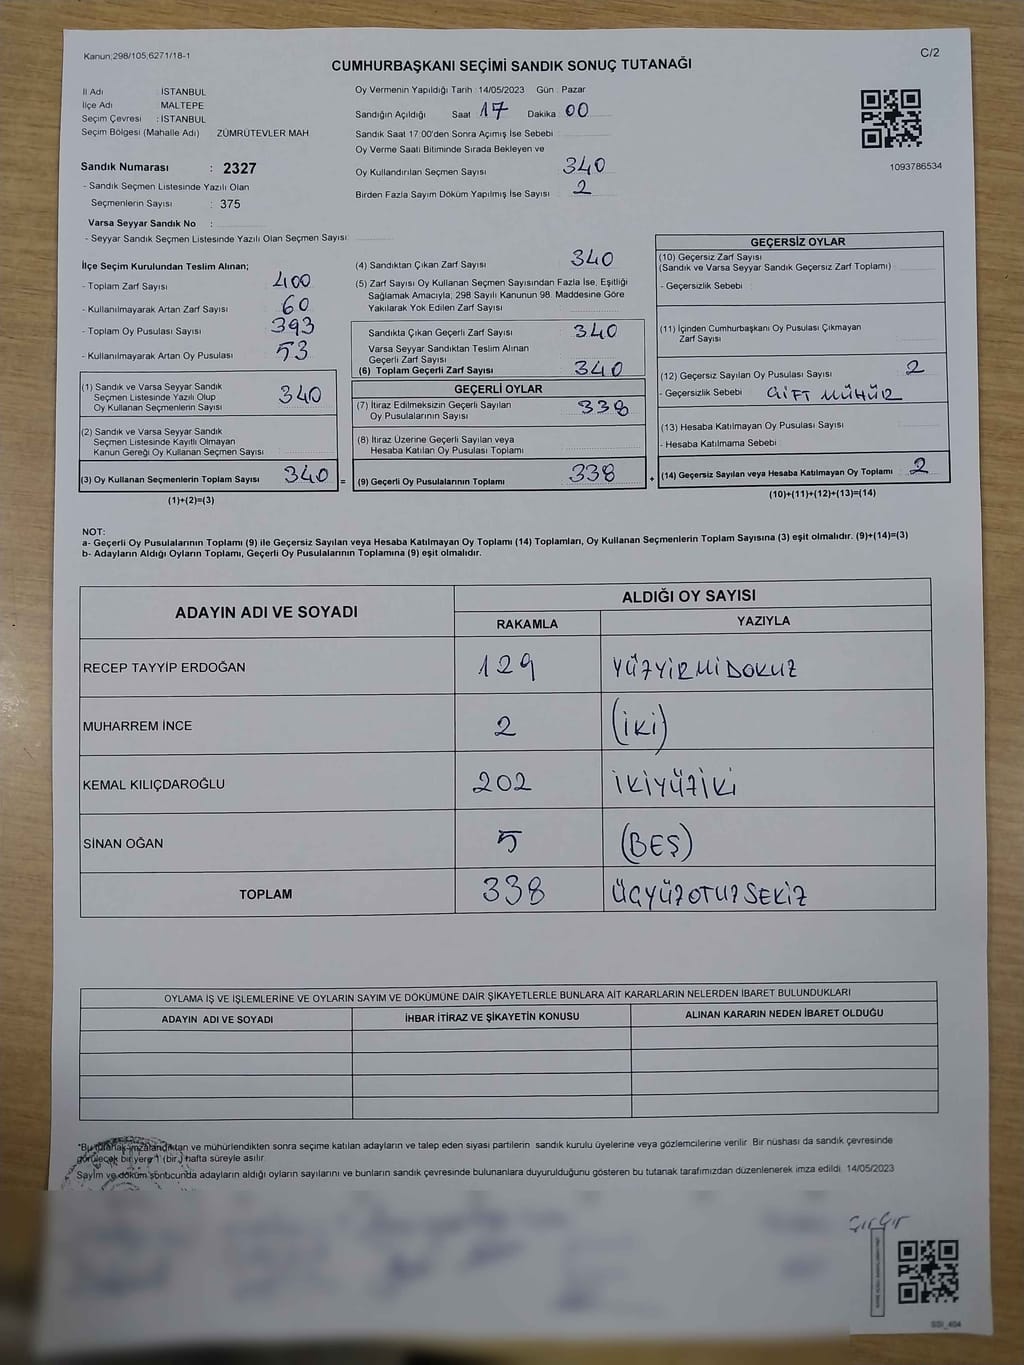 Kanun;298/105;6271/18-1
C/2
CUMHURBAŞKANI SEÇİMİ SANDIK SONUÇ TUTANAĞI
İl Adı : İSTANBUL
İlçe Adı : MALTEPE
Seçim Çevresi : İSTANBUL
Seçim Bölgesi (Mahalle Adı) ZÜMRÜTEVLER MAH
Sandık Numarası : 2327
- Sandık Seçmen Listesinde Yazılı Olan
Seçmenlerin Sayısı : 375
Varsa Seyyar Sandık No :
- Seyyar Sandık Seçmen Listesinde Yazılı Olan Seçmen Sayısı:
Oy Vermenin Yapıldığı Tarih : 14/05/2023 Gün : Pazar
Sandığın Açıldığı Saat 17 Dakika 00
Sandık Saat 17:00'den Sonra Açımış İse Sebebi
Oy Verme Saati Bitiminde Sırada Bekleyen ve
Oy Kullandırılan Seçmen Sayısı 340
Birden Fazla Sayım Döküm Yapılmış İse Sayısı : 2
1093786534
İlçe Seçim Kurulundan Teslim Alınan;
- Toplam Zarf Sayısı 400
- Kullanılmayarak Artan Zarf Sayısı 60
- Toplam Oy Pusulası Sayısı 393
- Kullanılmayarak Artan Oy Pusulası 53
(1) Sandık ve Varsa Seyyar Sandık
Seçmen Listesinde Yazılı Olup
Oy Kullanan Seçmenlerin Sayısı 340
(2) Sandık ve Varsa Seyyar Sandık
Seçmen Listesinde Kayıtlı Olmayan
Kanun Gereği Oy Kullanan Seçmen Sayısı
(3) Oy Kullanan Seçmenlerin Toplam Sayısı 340 =
(1)+(2)=(3)
(4) Sandıktan Çıkan Zarf Sayısı 340
(5) Zarf Sayısı Oy Kullanan Seçmen Sayısından Fazla İse, Eşitliği
Sağlamak Amacıyla; 298 Sayılı Kanunun 98. Maddesine Göre
Yakılarak Yok Edilen Zarf Sayısı
Sandıkta Çıkan Geçerli Zarf Sayısı 340
Varsa Seyyar Sandıktan Teslim Alınan
Geçerli Zarf Sayısı
(6) Toplam Geçerli Zarf Sayısı 340
GEÇERLİ OYLAR
(7) İtiraz Edilmeksizin Geçerli Sayılan
Oy Pusulalarının Sayısı 338
(8) İtiraz Üzerine Geçerli Sayılan veya
Hesaba Katılan Oy Pusulası Toplamı
(9) Geçerli Oy Pusulalarının Toplamı 338 +
GEÇERSİZ OYLAR
(10) Geçersiz Zarf Sayısı
(Sandık ve Varsa Seyyar Sandık Geçersiz Zarf Toplamı) :
- Geçersizlik Sebebi :
(11) İçinden Cumhurbaşkanı Oy Pusulası Çıkmayan
Zarf Sayısı
(12) Geçersiz Sayılan Oy Pusulası Sayısı 2
- Geçersizlik Sebebi : ÇİFT MÜHÜR
(13) Hesaba Katılmayan Oy Pusulası Sayısı
- Hesaba Katılmama Sebebi :
(14) Geçersiz Sayılan veya Hesaba Katılmayan Oy Toplamı : 2
(10)+(11)+(12)+(13)=(14)
NOT:
a- Geçerli Oy Pusulalarının Toplamı (9) ile Geçersiz Sayılan veya Hesaba Katılmayan Oy Toplamı (14) Toplamları, Oy Kullanan Seçmenlerin Toplam Sayısına (3) eşit olmalıdır. (9)+(14)=(3)
b- Adayların Aldığı Oyların Toplamı, Geçerli Oy Pusulalarının Toplamına (9) eşit olmalıdır.
ADAYIN ADI VE SOYADI
ALDIĞI OY SAYISI
RAKAMLA YAZIYLA
RECEP TAYYİP ERDOĞAN 129 YÜZYİRMİDOKUZ
MUHARREM İNCE 2 (İKİ)
KEMAL KILIÇDAROĞLU 202 İKİYÜZİKİ
SİNAN OĞAN 5 (BEŞ)
TOPLAM 338 ÜÇYÜZOTUZSEKİZ
OYLAMA İŞ VE İŞLEMLERİNE VE OYLARIN SAYIM VE DÖKÜMÜNE DAİR ŞİKAYETLERLE BUNLARA AİT KARARLARIN NELERDEN İBARET BULUNDUKLARI
ADAYIN ADI VE SOYADI İHBAR İTİRAZ VE ŞİKAYETİN KONUSU ALINAN KARARIN NEDEN İBARET OLDUĞU
*Bu tutanak imzalandıktan ve mühürlendikten sonra seçime katılan adayların ve talep eden siyasi partilerin sandık kurulu üyelerine veya gözlemcilerine verilir. Bir nüshası da sandık çevresinde
görülecek bir yere 1 (bir) hafta süreyle asılır.
Sayım ve döküm sonucunda adayların aldığı oyların sayılarını ve bunların sandık çevresinde bulunanlara duyurulduğunu gösteren bu tutanak tarafımızdan düzenlenerek imza edildi. 14/05/2023
SSI_404